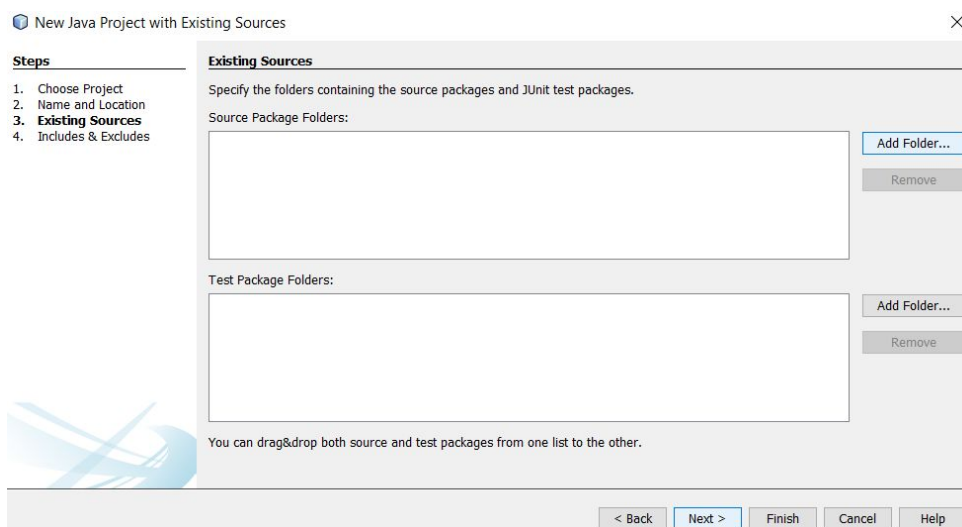 New Java Project with Existing Sources
Steps
1. Choose Project
2. Name and Location
3. Existing Sources
4. Includes & Excludes
Existing Sources
Specify the folders containing the source packages and JUnit test packages.
Source Package Folders:
Add Folder...
Remove
Test Package Folders:
Add Folder...
Remove
You can drag&drop both source and test packages from one list to the other.
< Back Next > Finish Cancel Help